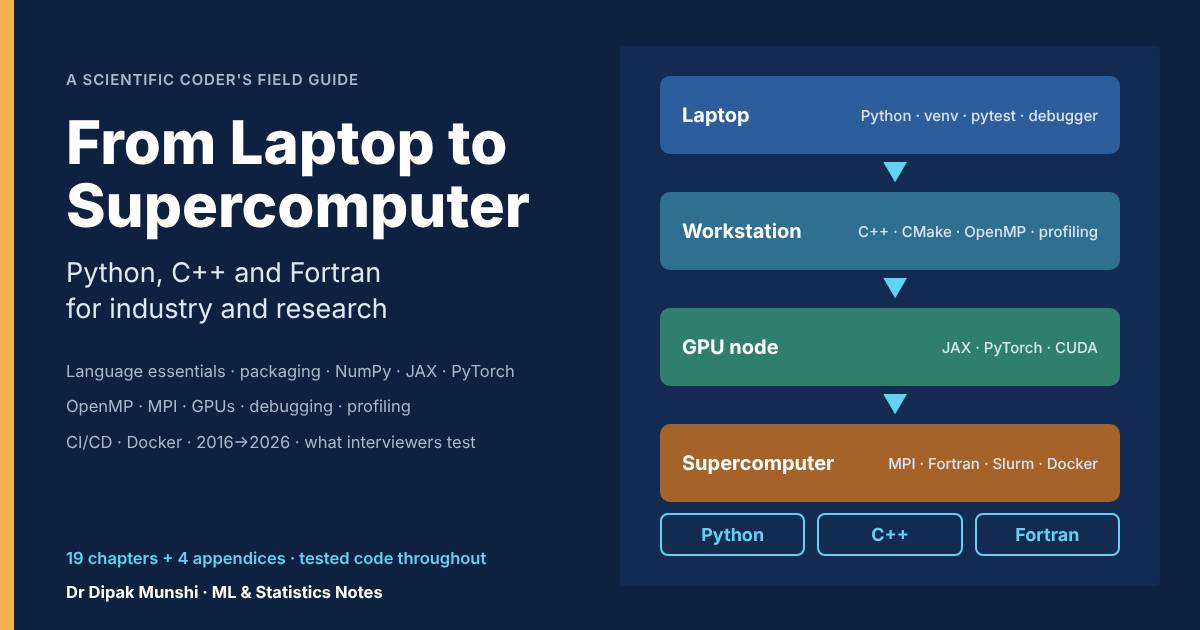 A SCIENTIFIC CODER'S FIELD GUIDE
From Laptop to
Supercomputer
Python, C++ and Fortran
for industry and research
Language essentials · packaging · NumPy · JAX · PyTorch
OpenMP · MPI · GPUs · debugging · profiling
CI/CD · Docker · 2016→2026 · what interviewers test
19 chapters + 4 appendices · tested code throughout
Dr Dipak Munshi · ML & Statistics Notes
Laptop Python · venv · pytest · debugger
Workstation C++ · CMake · OpenMP · profiling
GPU node JAX · PyTorch · CUDA
Supercomputer MPI · Fortran · Slurm · Docker
Python C++ Fortran